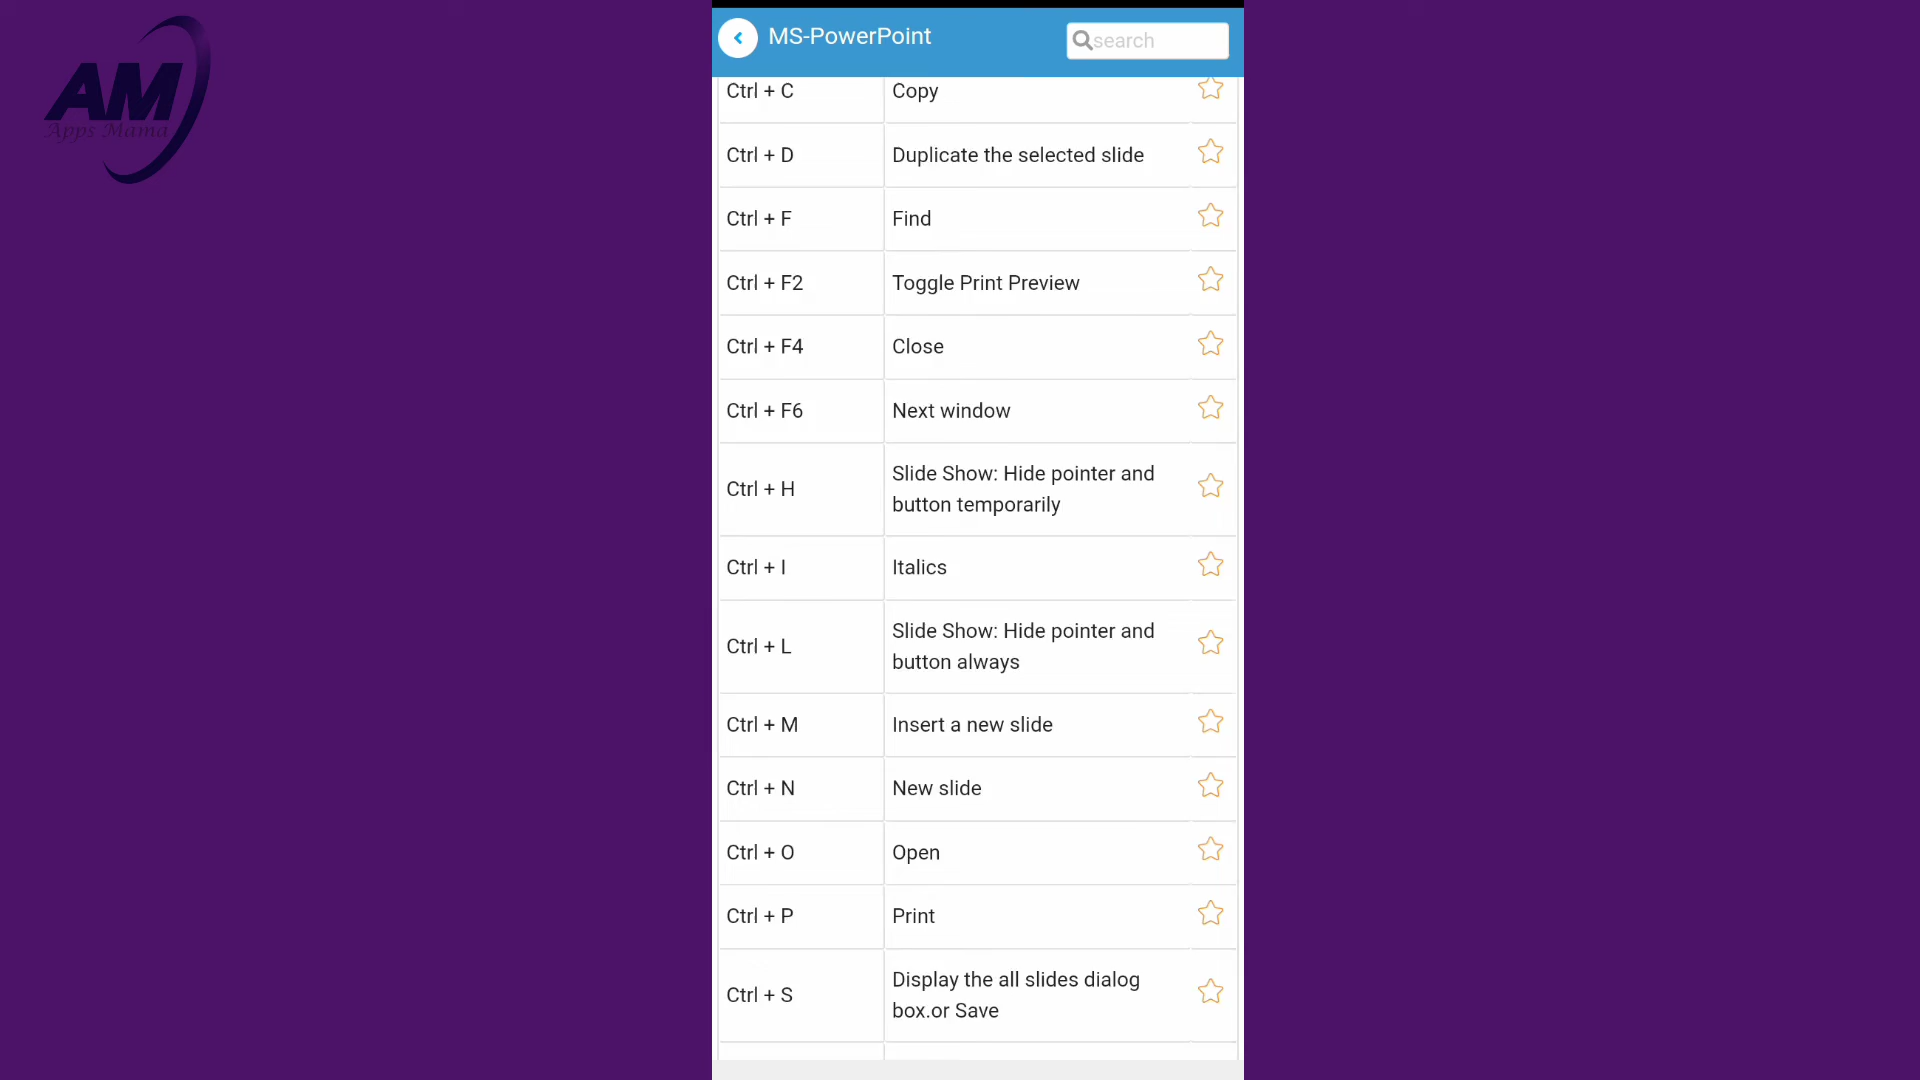 AM
Apps Mama
MS-PowerPoint
search
Ctrl + C Copy
Ctrl + D Duplicate the selected slide
Ctrl + F Find
Ctrl + F2 Toggle Print Preview
Ctrl + F4 Close
Ctrl + F6 Next window
Ctrl + H Slide Show: Hide pointer and
button temporarily
Ctrl + I Italics
Ctrl + L Slide Show: Hide pointer and
button always
Ctrl + M Insert a new slide
Ctrl + N New slide
Ctrl + O Open
Ctrl + P Print
Ctrl + S Display the all slides dialog
box.or Save